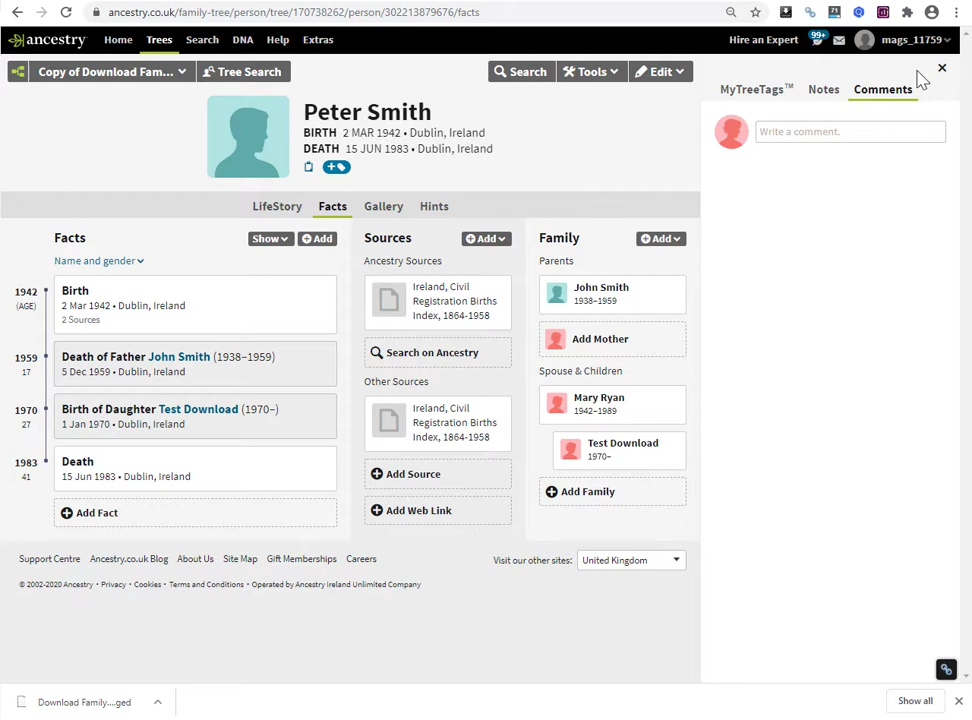 ancestry.co.uk/family-tree/person/tree/170738262/person/302213879676/facts
71
ancestry
Home
Trees
Search
DNA
Help
Extras
Hire an Expert
99+
mags_11759
Copy of Download Fam...
Tree Search
Search
Tools
Edit
Peter Smith
BIRTH 2 MAR 1942 • Dublin, Ireland
DEATH 15 JUN 1983 • Dublin, Ireland
LifeStory
Facts
Gallery
Hints
Facts
Show
Add
Name and gender
1942
(AGE)
Birth
2 Mar 1942 • Dublin, Ireland
2 Sources
1959
17
Death of Father John Smith (1938–1959)
5 Dec 1959 • Dublin, Ireland
1970
27
Birth of Daughter Test Download (1970–)
1 Jan 1970 • Dublin, Ireland
1983
41
Death
15 Jun 1983 • Dublin, Ireland
Add Fact
Sources
Add
Ancestry Sources
Ireland, Civil
Registration Births
Index, 1864-1958
Search on Ancestry
Other Sources
Ireland, Civil
Registration Births
Index, 1864-1958
Add Source
Add Web Link
Family
Add
Parents
John Smith
1938–1959
Add Mother
Spouse & Children
Mary Ryan
1942–1989
Test Download
1970–
Add Family
MyTreeTags™
Notes
Comments
Write a comment.
Support Centre
Ancestry.co.uk Blog
About Us
Site Map
Gift Memberships
Careers
Visit our other sites:
United Kingdom
© 2002-2020 Ancestry • Privacy • Cookies • Terms and Conditions • Operated by Ancestry Ireland Unlimited Company
Download Family....ged
Show all